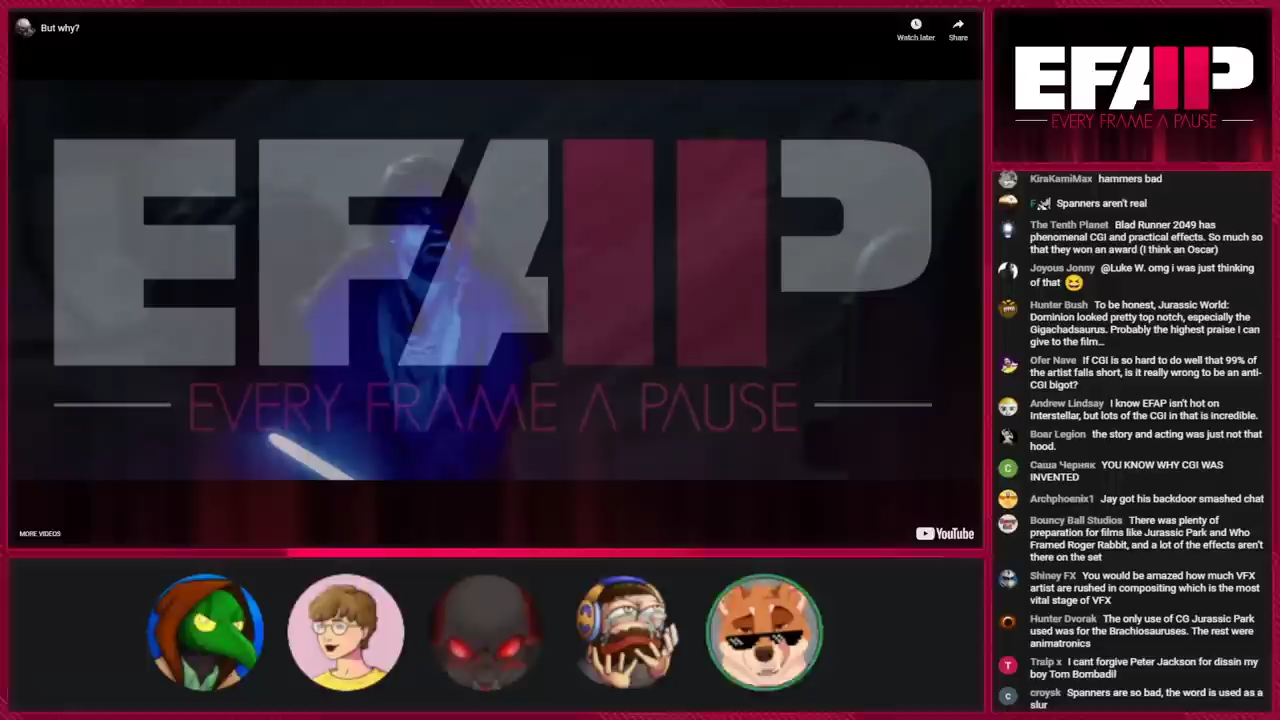 But why?
Watch later
Share
EFAP
EVERY FRAME A PAUSE
MORE VIDEOS
YouTube
EFAP
EVERY FRAME A PAUSE
KiraKamiMax hammers bad
F Spanners aren't real
The Tenth Planet Blad Runner 2049 has
phenomenal CGI and practical effects. So much so
that they won an award (I think an Oscar)
Joyous Jonny @Luke W. omg i was just thinking
of that
Hunter Bush To be honest, Jurassic World:
Dominion looked pretty top notch, especially the
Gigachadsaurus. Probably the highest praise I can
give to the film...
Ofer Nave If CGI is so hard to do well that 99% of
the artist falls short, is it really wrong to be an anti-
CGI bigot?
Andrew Lindsay I know EFAP isn't hot on
Interstellar, but lots of the CGI in that is incredible.
Boar Legion the story and acting was just not that
hood.
Саша Черняк YOU KNOW WHY CGI WAS
INVENTED
Archphoenix1 Jay got his backdoor smashed chat
Bouncy Ball Studios There was plenty of
preparation for films like Jurassic Park and Who
Framed Roger Rabbit, and a lot of the effects aren't
there on the set
Shiney FX You would be amazed how much VFX
artist are rushed in compositing which is the most
vital stage of VFX
Hunter Dvorak The only use of CG Jurassic Park
used was for the Brachiosauruses. The rest were
animatronics
Traip x I cant forgive Peter Jackson for dissin my
boy Tom Bombadil
croysk Spanners are so bad, the word is used as a
slur